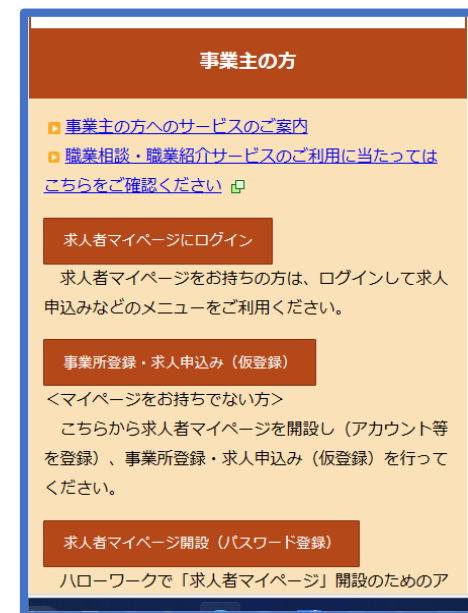 事業主の方
事業主の方へのサービスのご案内
職業相談・職業紹介サービスのご利用に当たっては
こちらをご確認ください
求人者マイページにログイン
　求人者マイページをお持ちの方は、ログインして求人
申込みなどのメニューをご利用ください。
事業所登録・求人申込み（仮登録）
＜マイページをお持ちでない方＞
　こちらから求人者マイページを開設し（アカウント等
を登録）、事業所登録・求人申込み（仮登録）を行って
ください。
求人者マイページ開設（パスワード登録）
　ハローワークで「求人者マイページ」開設のためのア